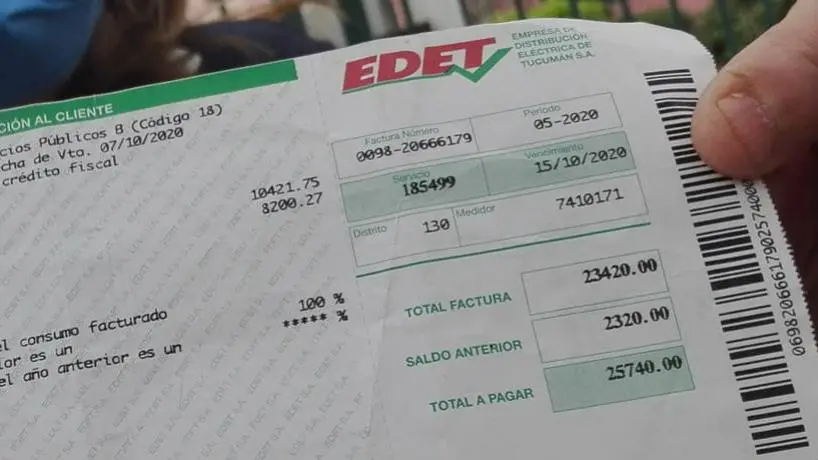 EDET
EMPRESA DE
DISTRIBUCIÓN
ELÉCTRICA DE
TUCUMAN S.A.
CIÓN AL CLIENTE
cios Públicos B (Código 18)
cha de Vto. 07/10/2020
crédito fiscal
10421.75
8200.27
Factura Número
0098-20666179
Período
05-2020
Servicio
185499
Vencimiento
15/10/2020
Distrito 130
Medidor 7410171
TOTAL FACTURA 23420.00
SALDO ANTERIOR 2320.00
TOTAL A PAGAR 25740.00
el consumo facturado 100 %
ior es un ***** %
el año anterior es un